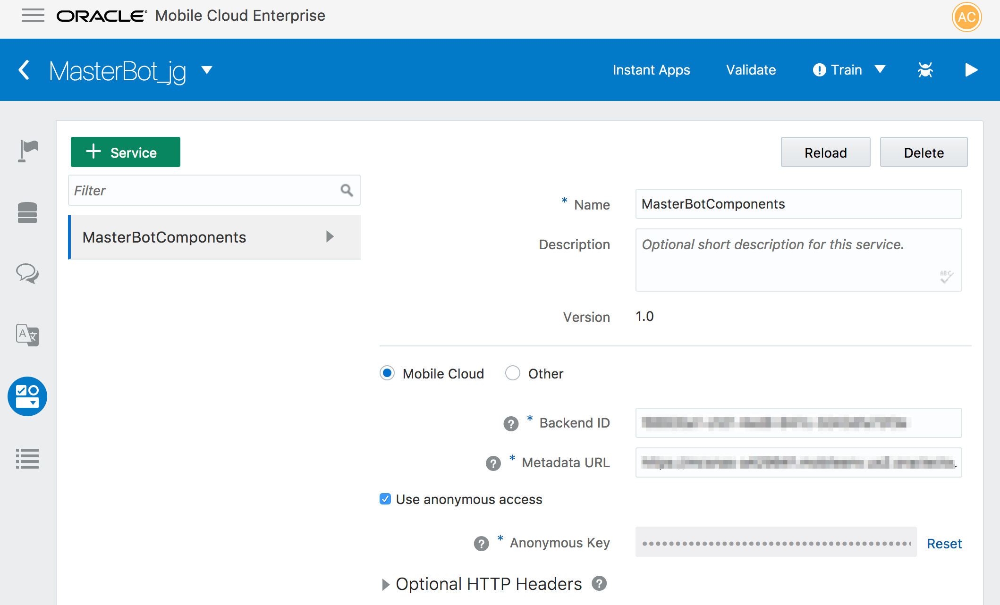 ORACLE® Mobile Cloud Enterprise
AC
MasterBot_jg
Instant Apps
Validate
Train
Service
Reload
Delete
Filter
MasterBotComponents
* Name
MasterBotComponents
Description
Optional short description for this service.
ABC
Version
1.0
A 文
Mobile Cloud
Other
? * Backend ID
? * Metadata URL
Use anonymous access
? * Anonymous Key
Reset
Optional HTTP Headers ?